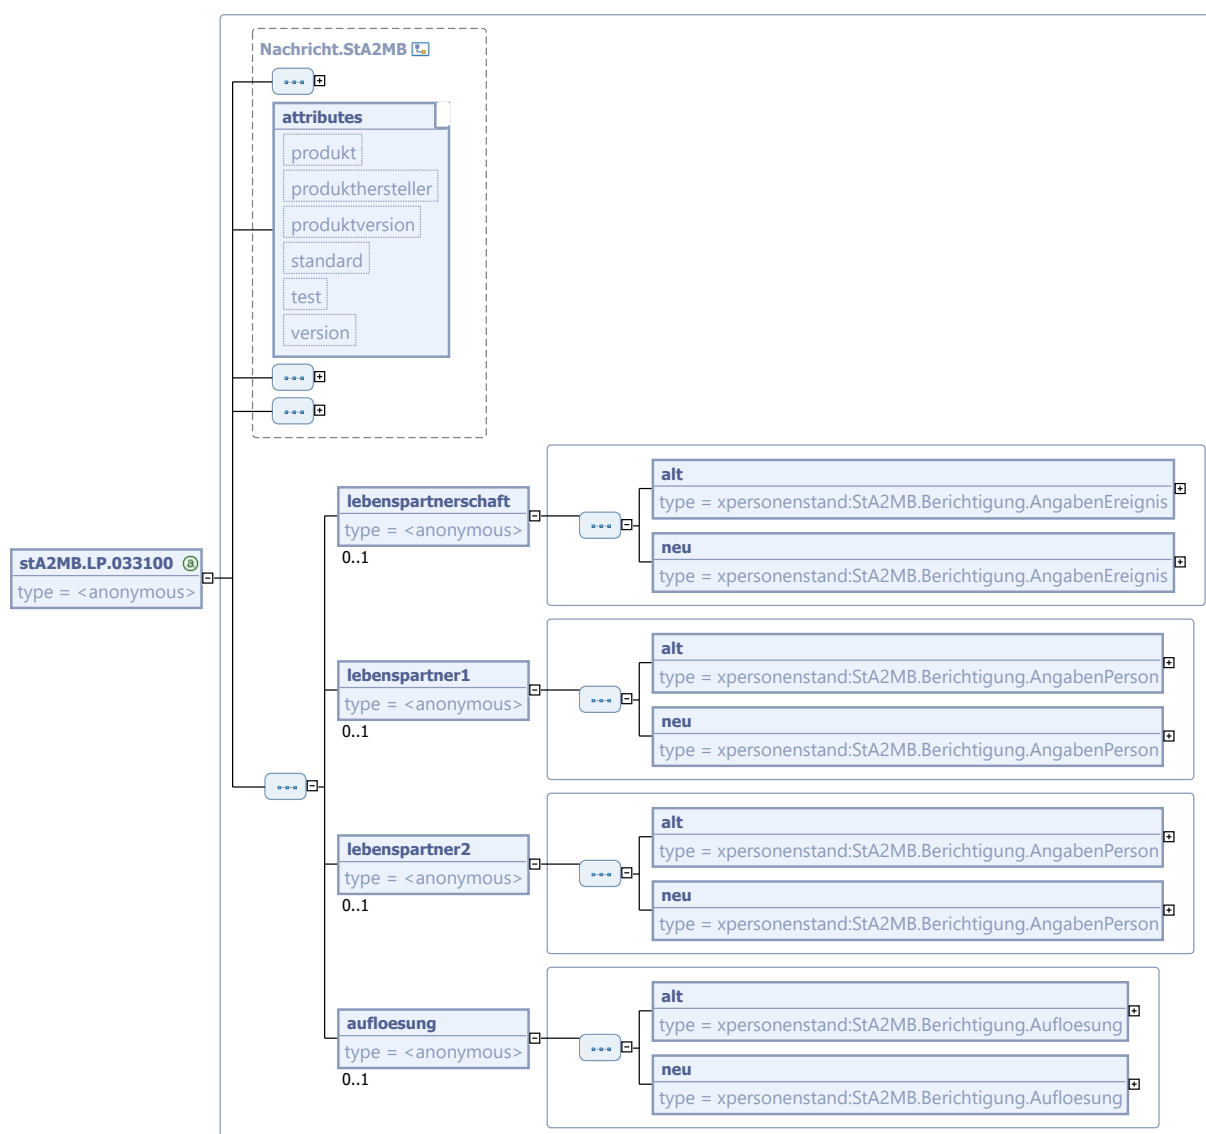 Nachricht.StA2MB
attributes
produkt
produkthersteller
produktversion
standard
test
version
stA2MB.LP.033100 a
type = <anonymous>
lebenspartnerschaft
type = <anonymous>
0..1
alt
type = xpersonenstand:StA2MB.Berichtigung.AngabenEreignis
neu
type = xpersonenstand:StA2MB.Berichtigung.AngabenEreignis
lebenspartner1
type = <anonymous>
0..1
alt
type = xpersonenstand:StA2MB.Berichtigung.AngabenPerson
neu
type = xpersonenstand:StA2MB.Berichtigung.AngabenPerson
lebenspartner2
type = <anonymous>
0..1
alt
type = xpersonenstand:StA2MB.Berichtigung.AngabenPerson
neu
type = xpersonenstand:StA2MB.Berichtigung.AngabenPerson
aufloesung
type = <anonymous>
0..1
alt
type = xpersonenstand:StA2MB.Berichtigung.Aufloesung
neu
type = xpersonenstand:StA2MB.Berichtigung.Aufloesung